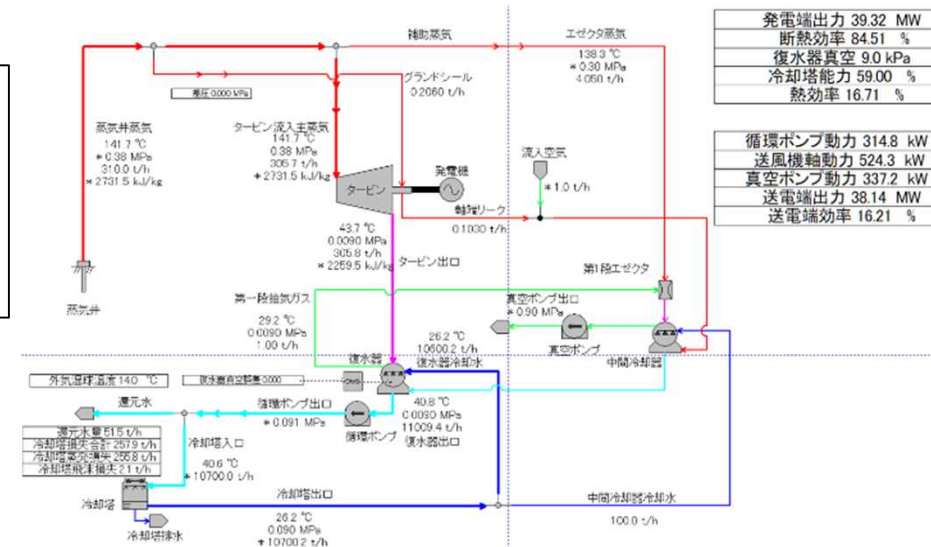 発電端出力 39.32 MW
断熱効率 84.51 %
復水器真空 9.0 kPa
冷却塔能力 59.00 %
熱効率 16.71 %
循環ポンプ動力 314.8 kW
送風機軸動力 524.3 kW
真空ポンプ動力 337.2 kW
送電端出力 38.14 MW
送電端効率 16.21 %
補助蒸気
エゼクタ蒸気
138.3 ℃
* 0.30 MPa
4.050 t/h
グランドシール
0.2060 t/h
差圧 0.000 MPa
蒸気井蒸気
141.7 ℃
* 0.38 MPa
310.0 t/h
* 2731.5 kJ/kg
タービン流入主蒸気
141.7 ℃
0.38 MPa
305.7 t/h
* 2731.5 kJ/kg
流入空気
* 1.0 t/h
発電機
タービン
軸端リーク
0.1030 t/h
43.7 ℃
0.0090 MPa
305.8 t/h
* 2259.5 kJ/kg
タービン出口
蒸気井
第1段エゼクタ
第一段抽気ガス
29.2 ℃
0.0090 MPa
1.00 t/h
真空ポンプ出口
* 0.90 MPa
真空ポンプ
中間冷却器
26.2 ℃
10600.2 t/h
復水器冷却水
復水器
外気湿球温度 14.0 ℃
復水器真空誤差 0.000
還元水
循環ポンプ出口
* 0.091 MPa
循環ポンプ
40.8 ℃
0.0090 MPa
11009.4 t/h
復水器出口
還元水量 51.5 t/h
冷却塔損失合計 257.9 t/h
冷却塔蒸発損失 255.8 t/h
冷却塔飛沫損失 2.1 t/h
冷却塔入口
40.6 ℃
* 10700.0 t/h
冷却塔
冷却塔排水
冷却塔出口
26.2 ℃
0.090 MPa
* 10700.2 t/h
中間冷却器冷却水
100.0 t/h